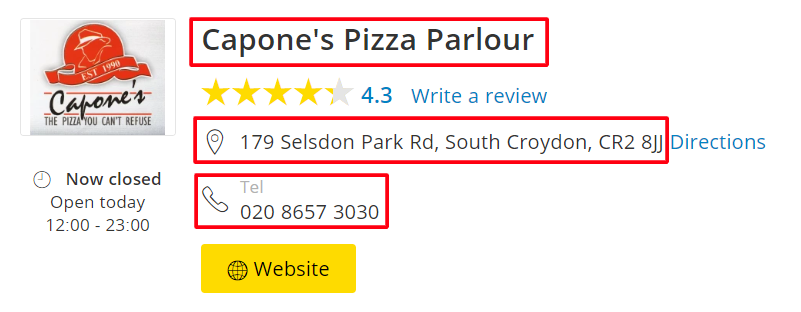 Capone's Pizza Parlour
EST 1990
Capone's
THE PIZZA YOU CAN'T REFUSE
4.3 Write a review
179 Selsdon Park Rd, South Croydon, CR2 8JJ Directions
Now closed
Open today
12:00 - 23:00
Tel
020 8657 3030
Website